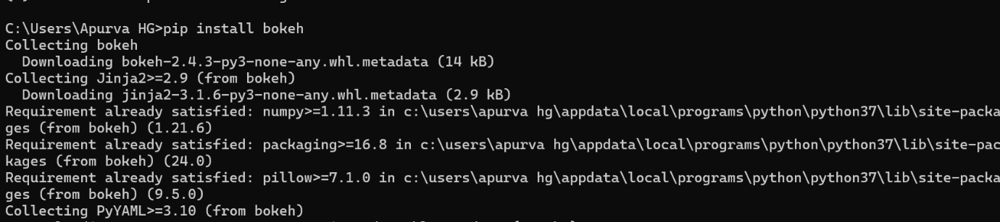 C:\Users\Apurva HG>pip install bokeh
Collecting bokeh
  Downloading bokeh-2.4.3-py3-none-any.whl.metadata (14 kB)
Collecting Jinja2>=2.9 (from bokeh)
  Downloading jinja2-3.1.6-py3-none-any.whl.metadata (2.9 kB)
Requirement already satisfied: numpy>=1.11.3 in c:\users\apurva hg\appdata\local\programs\python\python37\lib\site-packa
ges (from bokeh) (1.21.6)
Requirement already satisfied: packaging>=16.8 in c:\users\apurva hg\appdata\local\programs\python\python37\lib\site-pac
kages (from bokeh) (24.0)
Requirement already satisfied: pillow>=7.1.0 in c:\users\apurva hg\appdata\local\programs\python\python37\lib\site-packa
ges (from bokeh) (9.5.0)
Collecting PyYAML>=3.10 (from bokeh)